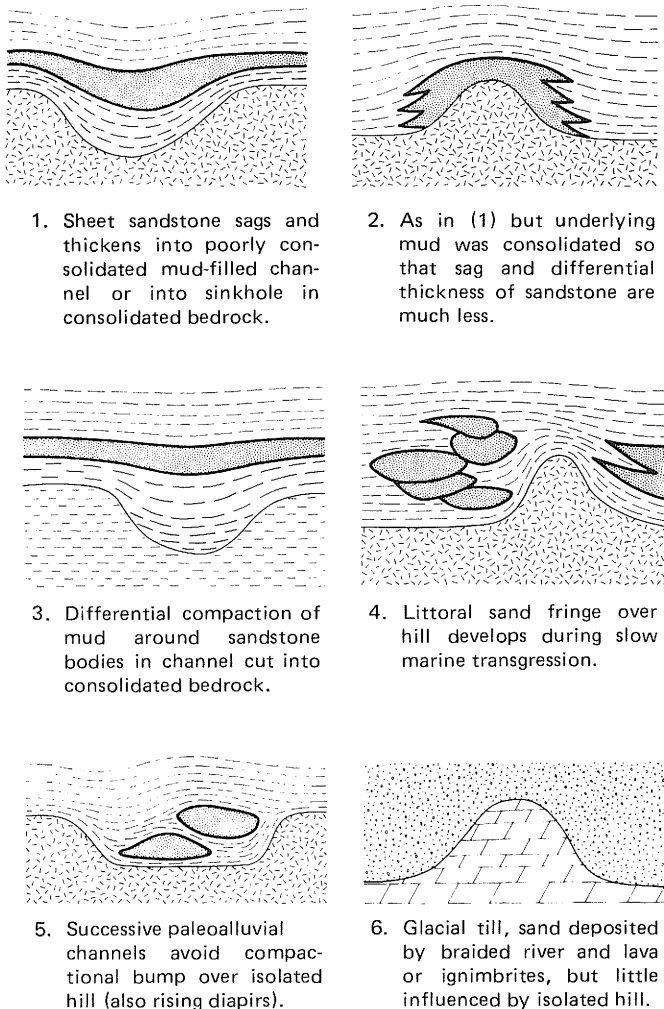 1. Sheet sandstone sags and
thickens into poorly con-
solidated mud-filled chan-
nel or into sinkhole in
consolidated bedrock.
2. As in (1) but underlying
mud was consolidated so
that sag and differential
thickness of sandstone are
much less.
3. Differential compaction of
mud around sandstone
bodies in channel cut into
consolidated bedrock.
4. Littoral sand fringe over
hill develops during slow
marine transgression.
5. Successive paleoalluvial
channels avoid compac-
tional bump over isolated
hill (also rising diapirs).
6. Glacial till, sand deposited
by braided river and lava
or ignimbrites, but little
influenced by isolated hill.